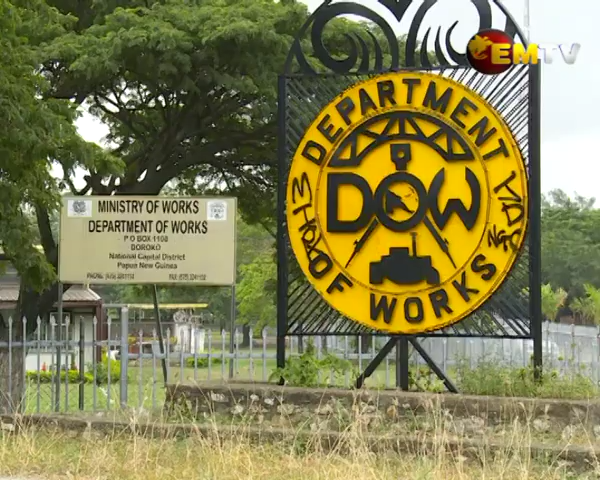 EMTV
MINISTRY OF WORKS
DEPARTMENT OF WORKS
P O BOX 1108
BOROKO
National Capital District
Papua New Guinea
DEPARTMENT
DOW
OF WORKS